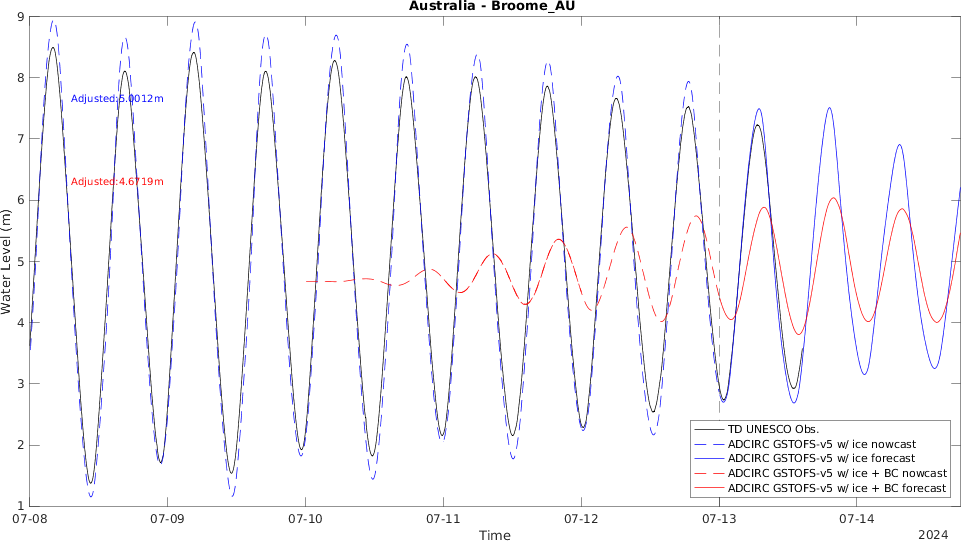 Australia - Broome_AU
9
8
7
6
5
4
3
2
1
Water Level (m)
Adjusted:5.0012m
Adjusted:4.6719m
TD UNESCO Obs.
ADCIRC GSTOFS-v5 w/ ice nowcast
ADCIRC GSTOFS-v5 w/ ice forecast
ADCIRC GSTOFS-v5 w/ ice + BC nowcast
ADCIRC GSTOFS-v5 w/ ice + BC forecast
07-08 07-09 07-10 07-11 07-12 07-13 07-14
Time
2024